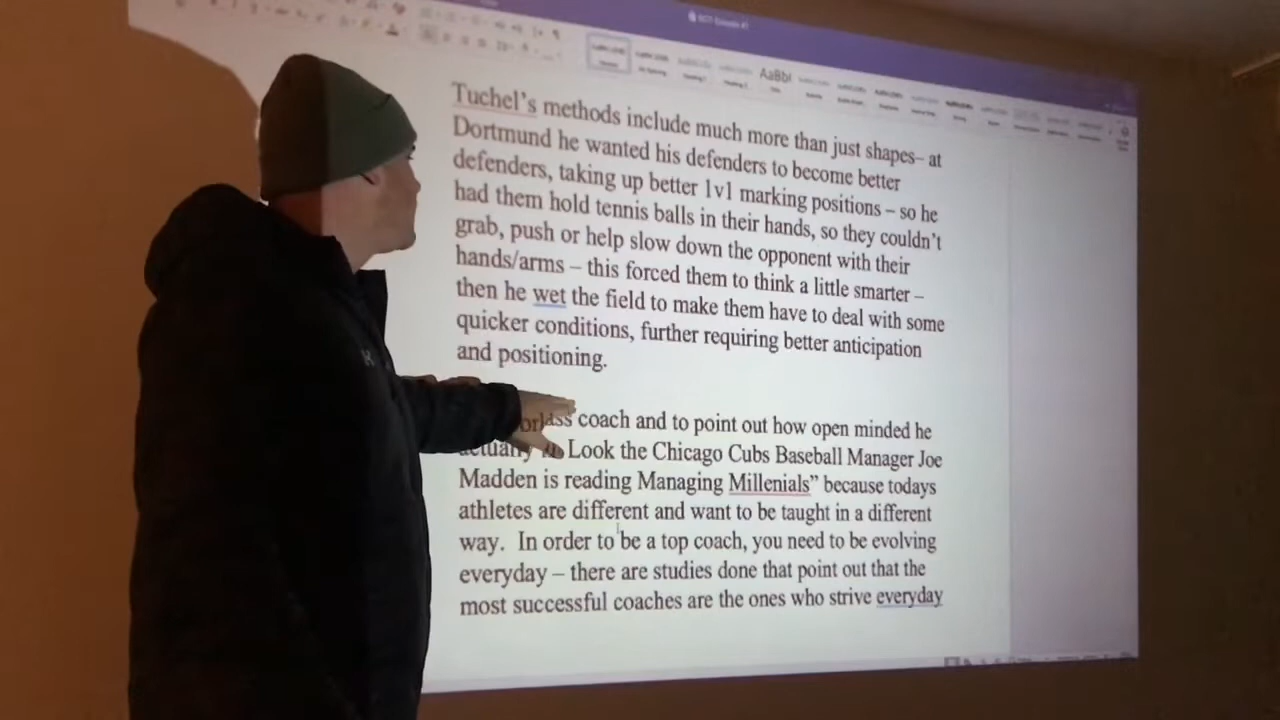 AaBbI
Tuchel's methods include much more than just shapes– at
Dortmund he wanted his defenders to become better
defenders, taking up better 1v1 marking positions – so he
had them hold tennis balls in their hands, so they couldn't
grab, push or help slow down the opponent with their
hands/arms – this forced them to think a little smarter –
then he wet the field to make them have to deal with some
quicker conditions, further requiring better anticipation
and positioning.
coach and to point out how open minded he
actually Look the Chicago Cubs Baseball Manager Joe
Madden is reading Managing Millenials” because todays
athletes are different and want to be taught in a different
way. In order to be a top coach, you need to be evolving
everyday – there are studies done that point out that the
most successful coaches are the ones who strive everyday